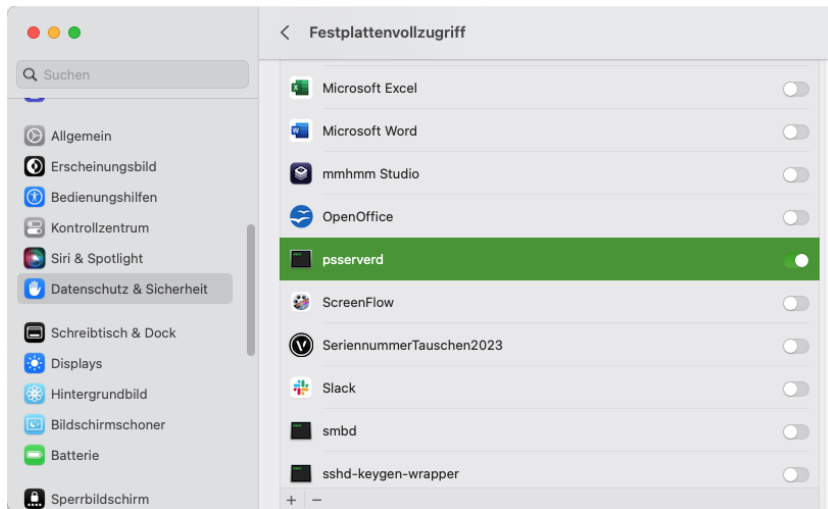 Festplattenvollzugriff
Suchen
Allgemein
Erscheinungsbild
Bedienungshilfen
Kontrollzentrum
Siri & Spotlight
Datenschutz & Sicherheit
Schreibtisch & Dock
Displays
Hintergrundbild
Bildschirmschoner
Batterie
Sperrbildschirm
Microsoft Excel
Microsoft Word
mmhmm Studio
OpenOffice
psserverd
ScreenFlow
SeriennummerTauschen2023
Slack
smbd
sshd-keygen-wrapper